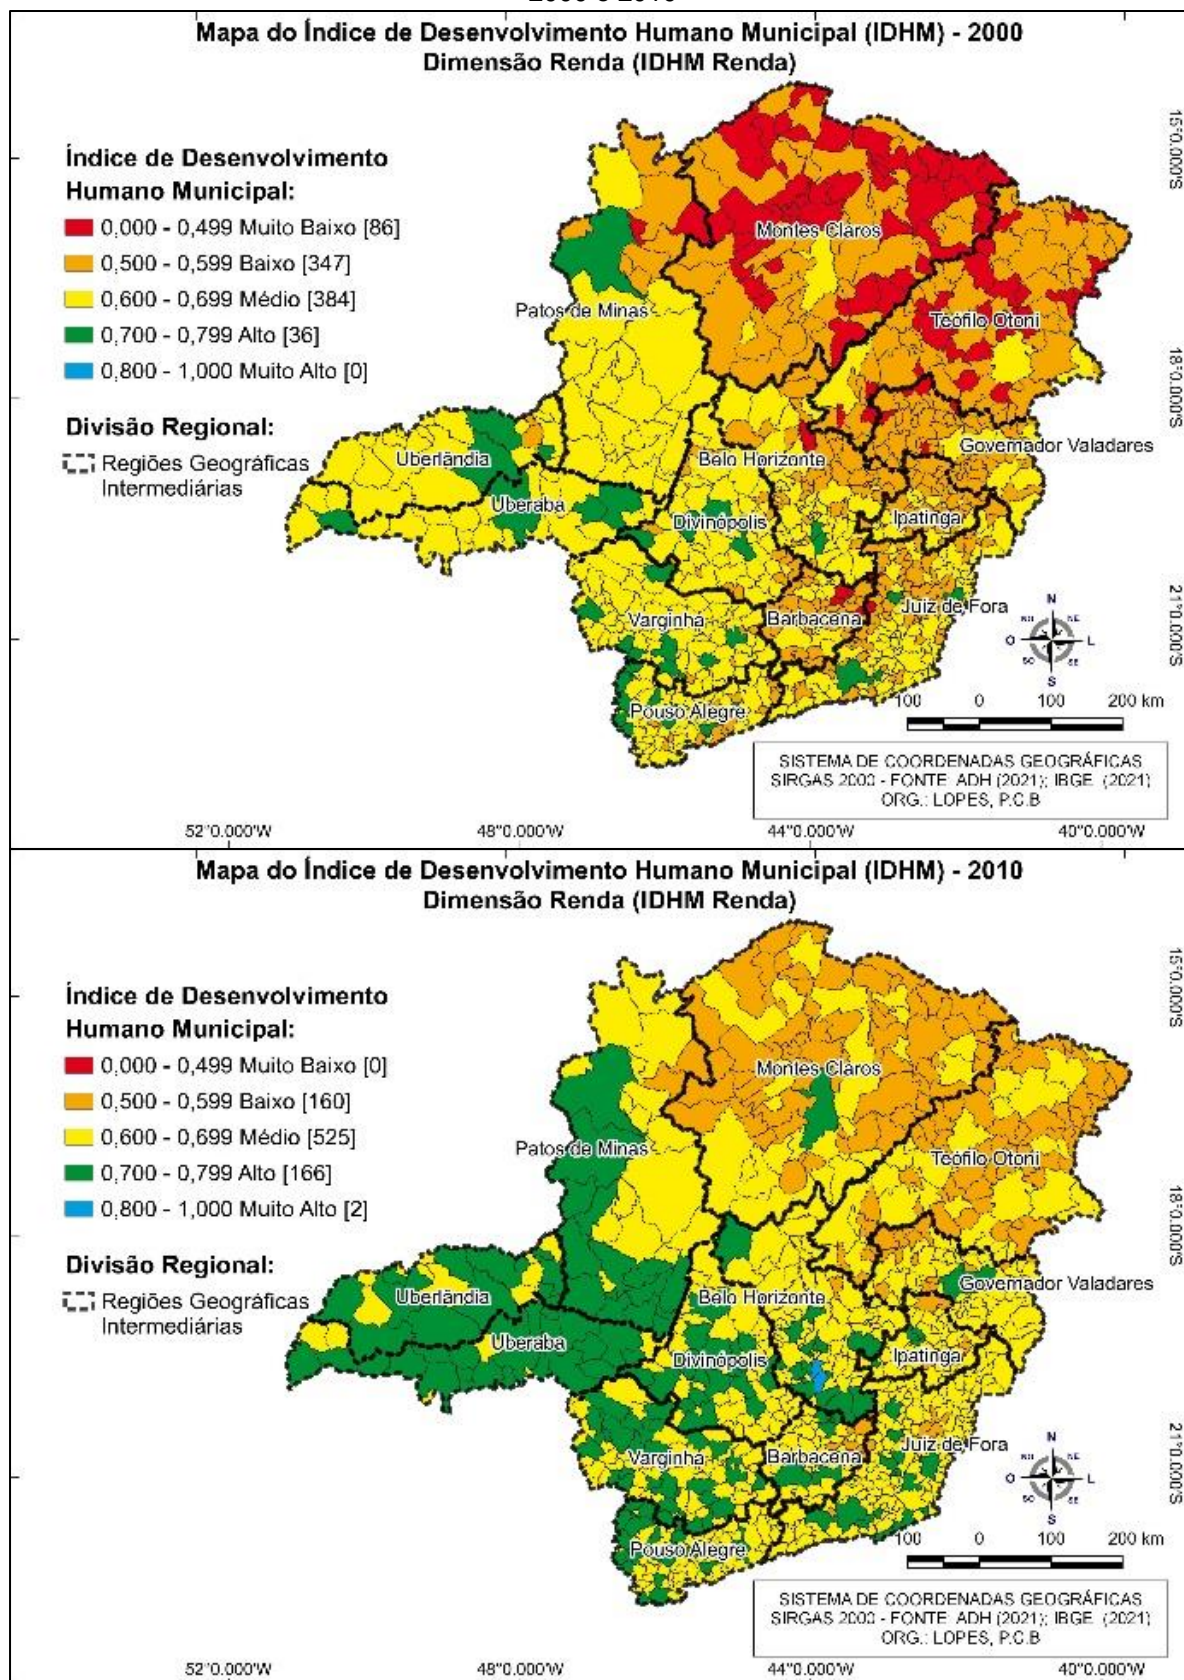 2000 e 2010
Mapa do Índice de Desenvolvimento Humano Municipal (IDHM) - 2000
Dimensão Renda (IDHM Renda)
Índice de Desenvolvimento
Humano Municipal:
0,000 - 0,499 Muito Baixo [86]
0,500 - 0,599 Baixo [347]
0,600 - 0,699 Médio [384]
0,700 - 0,799 Alto [36]
0,800 - 1,000 Muito Alto [0]
Divisão Regional:
Regiões Geográficas
Intermediárias
Montes Claros
Patos de Minas
Teófilo Otoni
Uberlândia
Belo Horizonte
Governador Valadares
Uberaba
Divinópolis
Ipatinga
Varginha
Barbacena
Juiz de Fora
Pouso Alegre
15°0.000'S
18°0.000'S
21°0.000'S
N
NO
NE
O
L
SO
SE
S
100 0 100 200 km
SISTEMA DE COORDENADAS GEOGRÁFICAS
SIRGAS 2000 - FONTE: ADH (2021); IBGE (2021)
ORG.: LOPES, P.C.B
52°0.000'W 48°0.000'W 44°0.000'W 40°0.000'W
Mapa do Índice de Desenvolvimento Humano Municipal (IDHM) - 2010
Dimensão Renda (IDHM Renda)
Índice de Desenvolvimento
Humano Municipal:
0,000 - 0,499 Muito Baixo [0]
0,500 - 0,599 Baixo [160]
0,600 - 0,699 Médio [525]
0,700 - 0,799 Alto [166]
0,800 - 1,000 Muito Alto [2]
Divisão Regional:
Regiões Geográficas
Intermediárias
Montes Claros
Patos de Minas
Teófilo Otoni
Uberlândia
Belo Horizonte
Governador Valadares
Uberaba
Divinópolis
Ipatinga
Varginha
Barbacena
Juiz de Fora
Pouso Alegre
15°0.000'S
18°0.000'S
21°0.000'S
N
NO
NE
O
L
SO
SE
S
100 0 100 200 km
SISTEMA DE COORDENADAS GEOGRÁFICAS
SIRGAS 2000 - FONTE: ADH (2021); IBGE (2021)
ORG.: LOPES, P.C.B
52°0.000'W 48°0.000'W 44°0.000'W 40°0.000'W